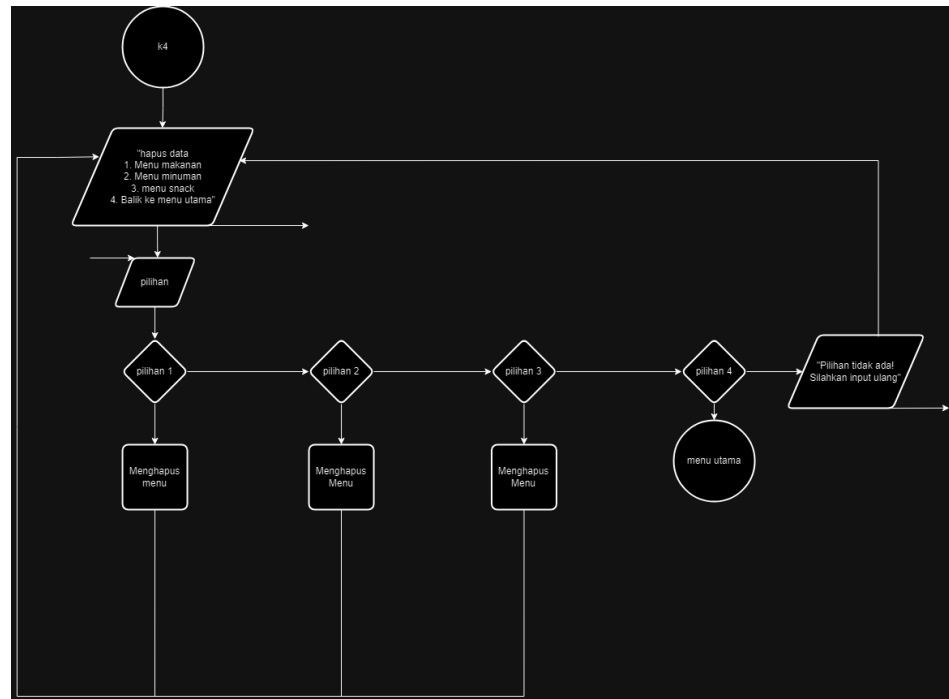 k4
"hapus data
1. Menu makanan
2. Menu minuman
3. menu snack
4. Balik ke menu utama"
pilihan
pilihan 1
pilihan 2
pilihan 3
pilihan 4
"Pilihan tidak ada!
Silahkan input ulang"
Menghapus
menu
Menghapus
Menu
Menghapus
Menu
menu utama